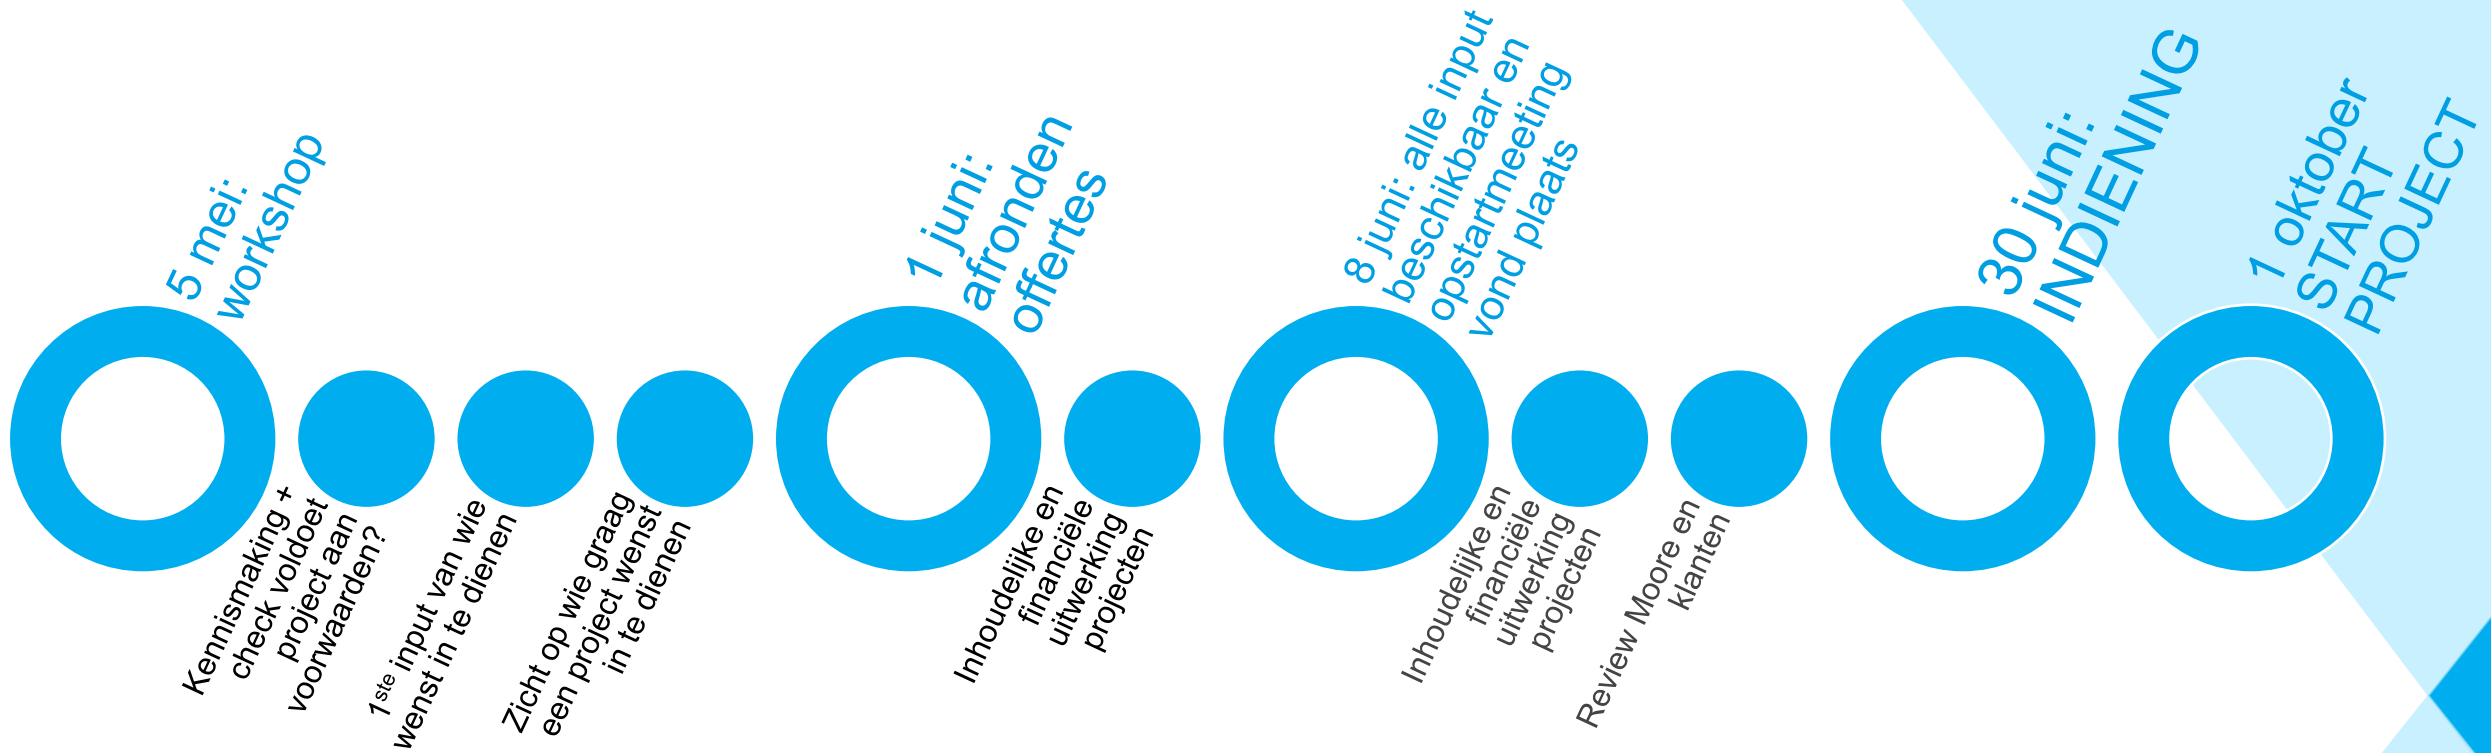 5 mei:
workshop
Kennismaking +
check voldoet
project aan
voorwaarden?
1ste input van wie
wenst in te dienen
Zicht op wie graag
een project wenst
in te dienen
1 juni:
afronden
offertes
Inhoudelijke en
financiële
uitwerking
projecten
8 juni: alle input
beschikbaar en
opstartmeeting
vond plaats
Inhoudelijke en
financiële
uitwerking
projecten
Review Moore en
klanten
30 juni:
INDIENING
1 oktober
START
PROJECT